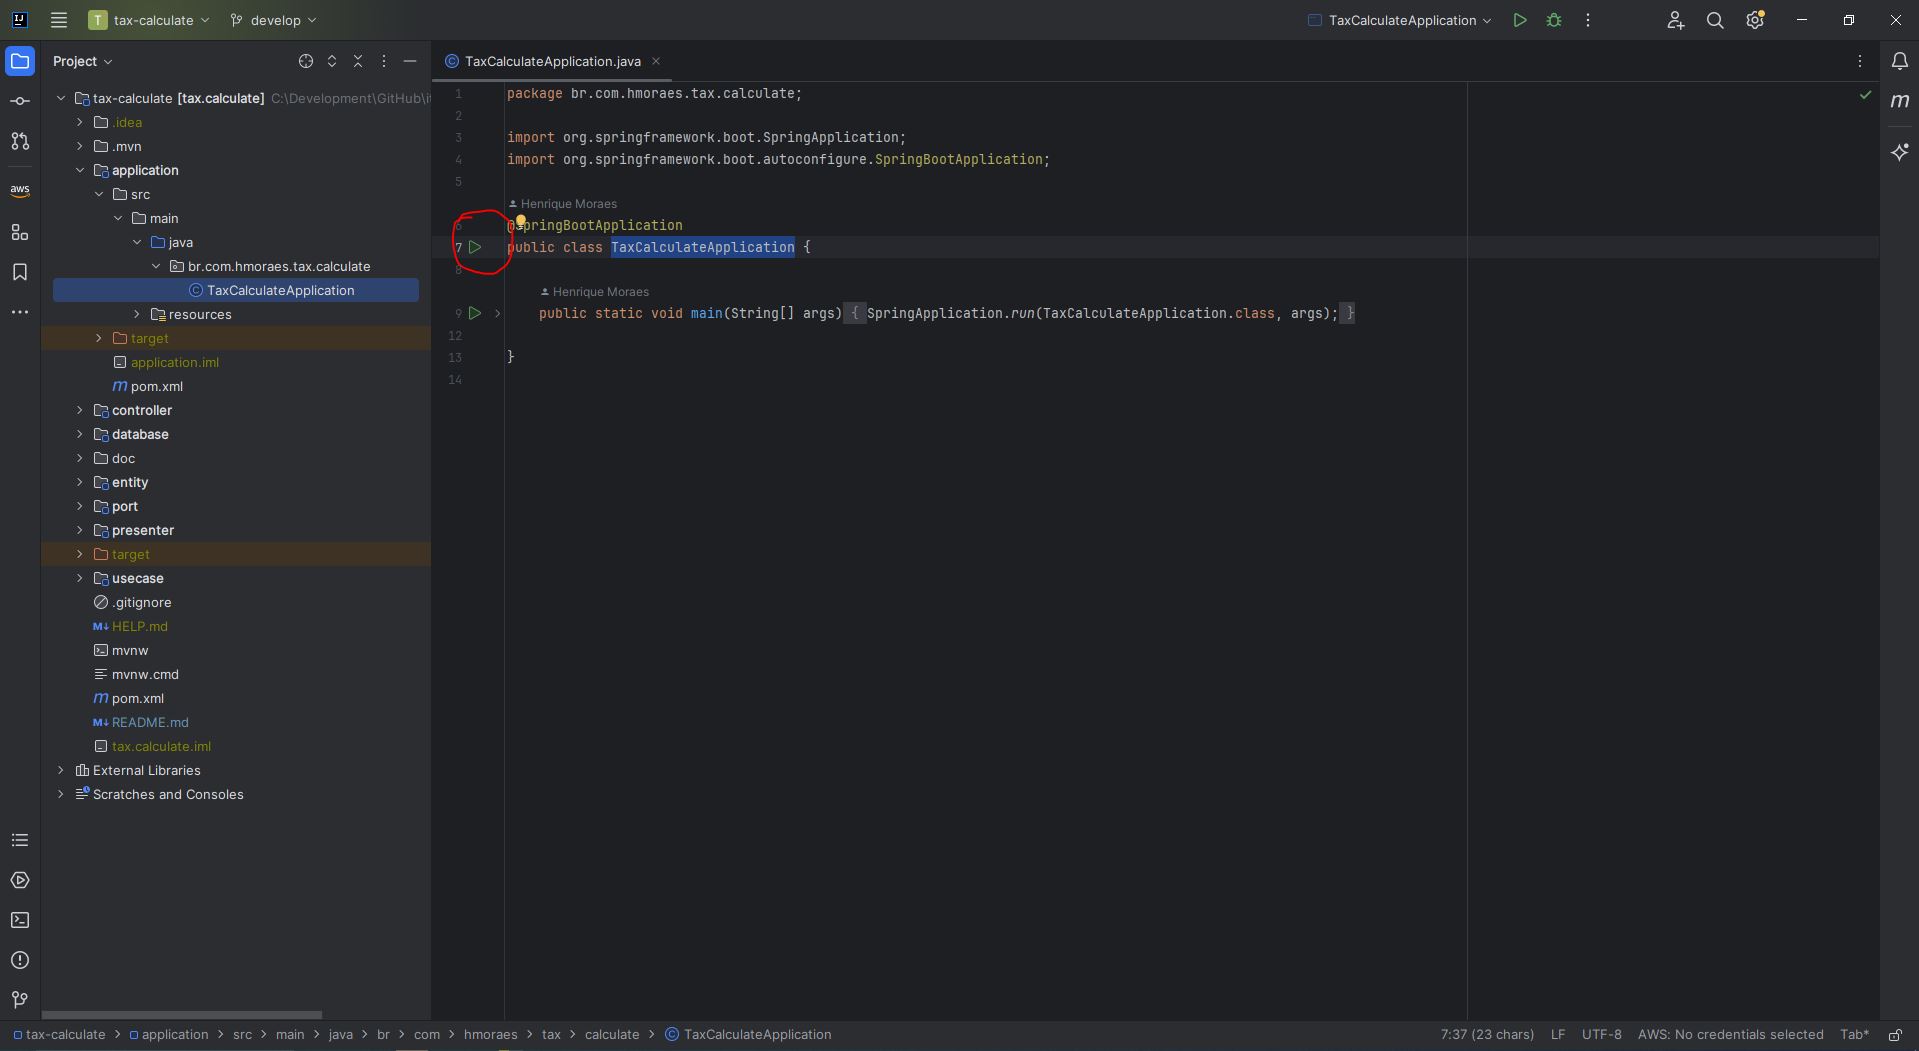 IJ
T tax-calculate
develop
TaxCalculateApplication
Project
tax-calculate [tax.calculate] C:\Development\GitHub\
.idea
.mvn
application
src
main
java
br.com.hmoraes.tax.calculate
TaxCalculateApplication
resources
target
application.iml
m pom.xml
controller
database
doc
entity
port
presenter
target
usecase
.gitignore
M↓ HELP.md
mvnw
mvnw.cmd
m pom.xml
M↓ README.md
tax.calculate.iml
External Libraries
Scratches and Consoles
aws
TaxCalculateApplication.java
1 package br.com.hmoraes.tax.calculate;
2
3 import org.springframework.boot.SpringApplication;
4 import org.springframework.boot.autoconfigure.SpringBootApplication;
5
Henrique Moraes
6 @SpringBootApplication
7 public class TaxCalculateApplication {
8
Henrique Moraes
9 public static void main(String[] args) { SpringApplication.run(TaxCalculateApplication.class, args); }
12
13 }
14
m
tax-calculate > application > src > main > java > br > com > hmoraes > tax > calculate > TaxCalculateApplication
7:37 (23 chars) LF UTF-8 AWS: No credentials selected Tab*